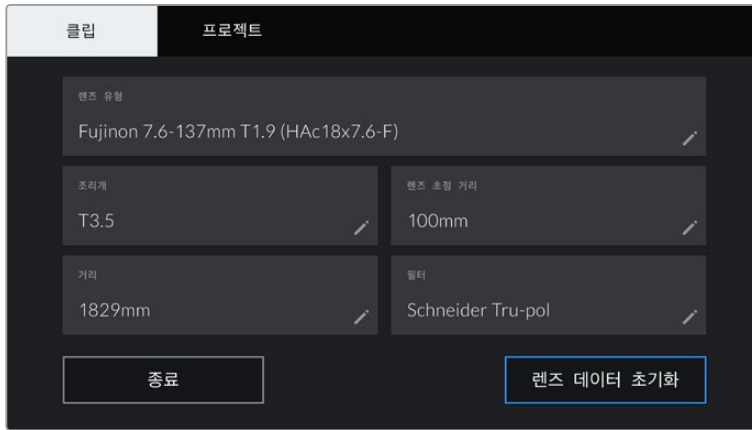 클립 프로젝트
렌즈 유형
Fujinon 7.6-137mm T1.9 (HAc18x7.6-F)
조리개 렌즈 초점 거리
T3.5 100mm
거리 필터
1829mm Schneider Tru-pol
종료 렌즈 데이터 초기화